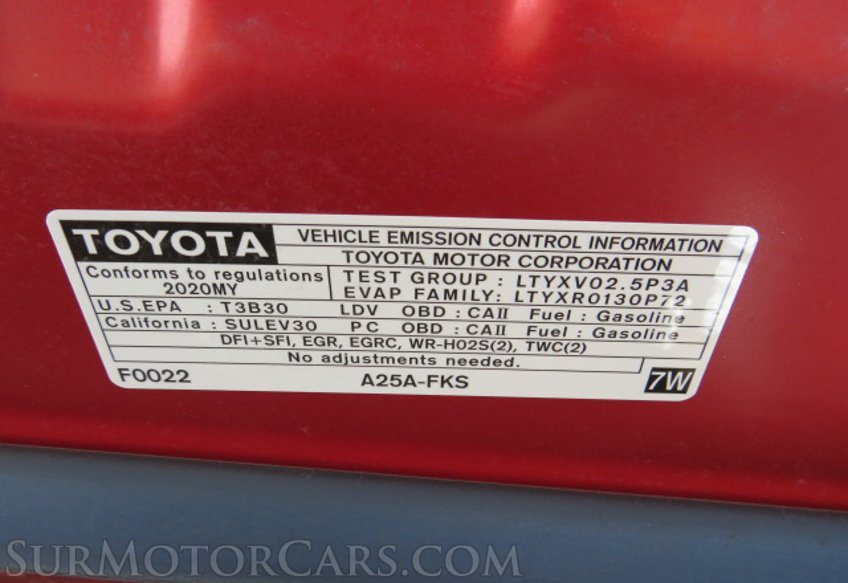 TOYOTA
VEHICLE EMISSION CONTROL INFORMATION
TOYOTA MOTOR CORPORATION
Conforms to regulations
2020MY
TEST GROUP : LTYXV02.5P3A
EVAP FAMILY: LTYXR0130P72
U.S.EPA : T3B30 LDV OBD : CAII Fuel : Gasoline
California : SULEV30 PC OBD : CAII Fuel : Gasoline
DFI+SFI, EGR, EGRC, WR-HO2S(2), TWC(2)
No adjustments needed.
F0022 A25A-FKS 7W
SURMOTORCARS.COM